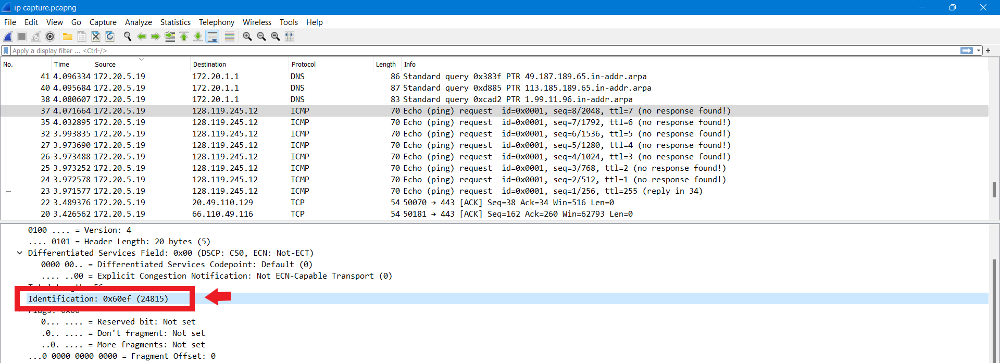 ip capture.pcapng
File Edit View Go Capture Analyze Statistics Telephony Wireless Tools Help
Apply a display filter ... <Ctrl-/>
No. Time Source Destination Protocol Length Info
41 4.096334 172.20.5.19 172.20.1.1 DNS 86 Standard query 0x383f PTR 49.187.189.65.in-addr.arpa
40 4.095684 172.20.5.19 172.20.1.1 DNS 87 Standard query 0xd885 PTR 113.185.189.65.in-addr.arpa
38 4.080607 172.20.5.19 172.20.1.1 DNS 83 Standard query 0xcad2 PTR 1.99.11.96.in-addr.arpa
37 4.071664 172.20.5.19 128.119.245.12 ICMP 70 Echo (ping) request id=0x0001, seq=8/2048, ttl=7 (no response found!)
35 4.032895 172.20.5.19 128.119.245.12 ICMP 70 Echo (ping) request id=0x0001, seq=7/1792, ttl=6 (no response found!)
32 3.993835 172.20.5.19 128.119.245.12 ICMP 70 Echo (ping) request id=0x0001, seq=6/1536, ttl=5 (no response found!)
27 3.973690 172.20.5.19 128.119.245.12 ICMP 70 Echo (ping) request id=0x0001, seq=5/1280, ttl=4 (no response found!)
26 3.973488 172.20.5.19 128.119.245.12 ICMP 70 Echo (ping) request id=0x0001, seq=4/1024, ttl=3 (no response found!)
25 3.973252 172.20.5.19 128.119.245.12 ICMP 70 Echo (ping) request id=0x0001, seq=3/768, ttl=2 (no response found!)
24 3.972578 172.20.5.19 128.119.245.12 ICMP 70 Echo (ping) request id=0x0001, seq=2/512, ttl=1 (no response found!)
23 3.971577 172.20.5.19 128.119.245.12 ICMP 70 Echo (ping) request id=0x0001, seq=1/256, ttl=255 (reply in 34)
22 3.489376 172.20.5.19 20.49.110.129 TCP 54 50070 → 443 [ACK] Seq=38 Ack=34 Win=516 Len=0
20 3.426562 172.20.5.19 66.110.49.116 TCP 54 50181 → 443 [ACK] Seq=162 Ack=260 Win=62793 Len=0
0100 .... = Version: 4
.... 0101 = Header Length: 20 bytes (5)
Differentiated Services Field: 0x00 (DSCP: CS0, ECN: Not-ECT)
0000 00.. = Differentiated Services Codepoint: Default (0)
.... ..00 = Explicit Congestion Notification: Not ECN-Capable Transport (0)
Identification: 0x60ef (24815)
0... .... = Reserved bit: Not set
.0.. .... = Don't fragment: Not set
..0. .... = More fragments: Not set
...0 0000 0000 0000 = Fragment Offset: 0